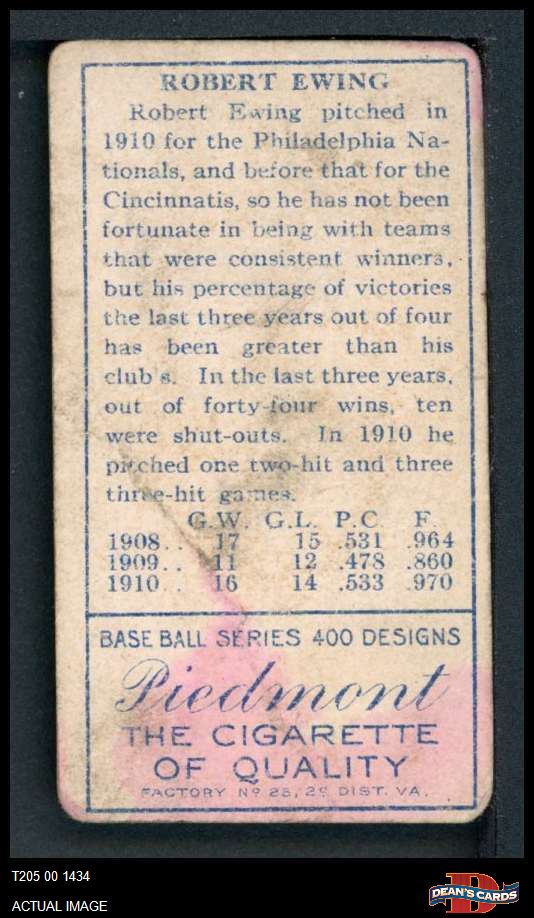 ROBERT EWING
Robert Ewing pitched in
1910 for the Philadelphia Na-
tionals, and before that for the
Cincinnatis, so he has not been
fortunate in being with teams
that were consistent winners,
but his percentage of victories
the last three years out of four
has been greater than his
club's. In the last three years,
out of forty-four wins, ten
were shut-outs. In 1910 he
pitched one two-hit and three
three-hit games.
G.W. G.L. P.C. F.
1908.. 17 15 .531 .964
1909.. 11 12 .478 .860
1910.. 16 14 .533 .970
BASE BALL SERIES 400 DESIGNS
Piedmont
THE CIGARETTE
OF QUALITY
FACTORY No 25, 2D DIST. VA.
T205 00 1434
ACTUAL IMAGE
D
DEAN'S CARDS